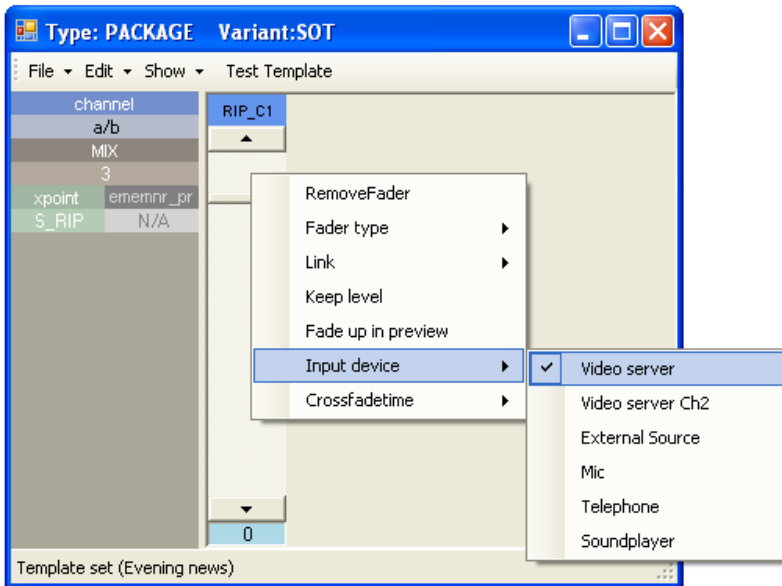 Type: PACKAGE Variant:SOT
File Edit Show Test Template
channel
a/b
MIX
3
xpoint ememnr_pr
S_RIP N/A
RIP_C1
RemoveFader
Fader type
Link
Keep level
Fade up in preview
Input device
Crossfadetime
Video server
Video server Ch2
External Source
Mic
Telephone
Soundplayer
0
Template set (Evening news)